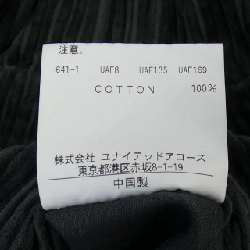 注意。
641-1 UAF8 UAF135 UAF169
COTTON 100%
株式会社 ユナイテッドアローズ
東京都港区赤坂8-1-19
中国製